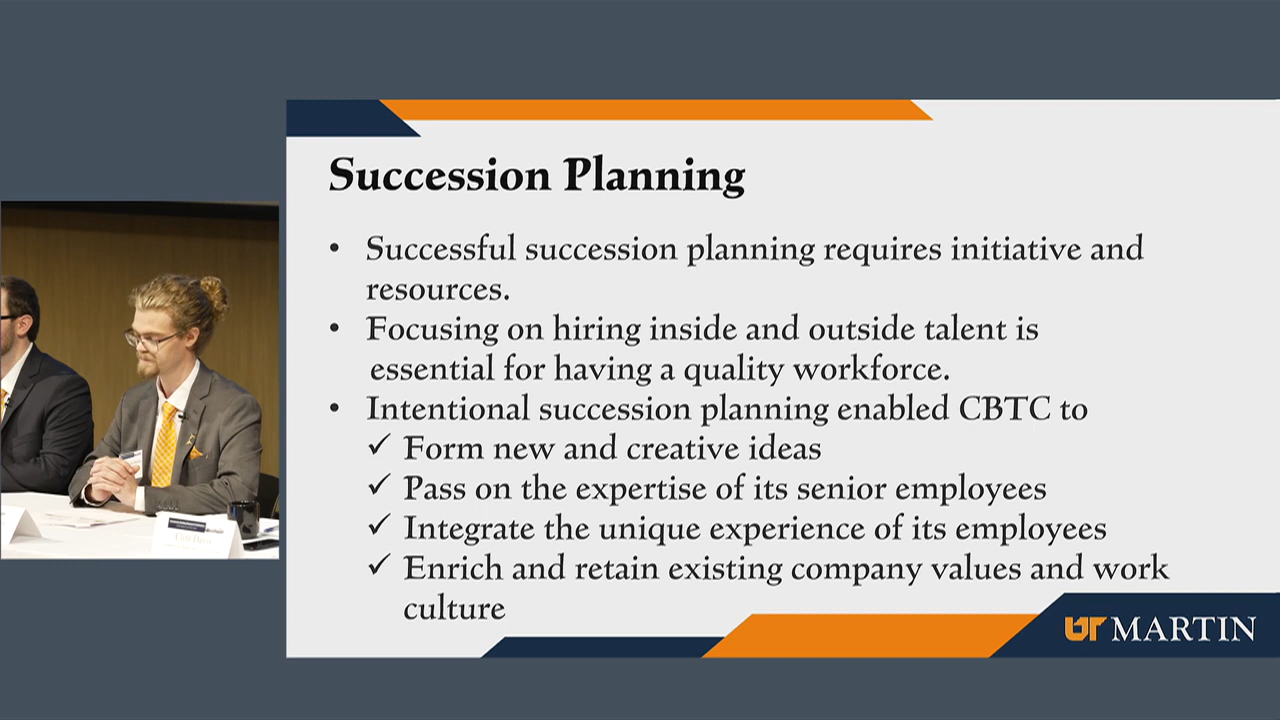 Succession Planning
• Successful succession planning requires initiative and
resources.
• Focusing on hiring inside and outside talent is
essential for having a quality workforce.
• Intentional succession planning enabled CBTC to
✓ Form new and creative ideas
✓ Pass on the expertise of its senior employees
✓ Integrate the unique experience of its employees
✓ Enrich and retain existing company values and work
culture
UT MARTIN